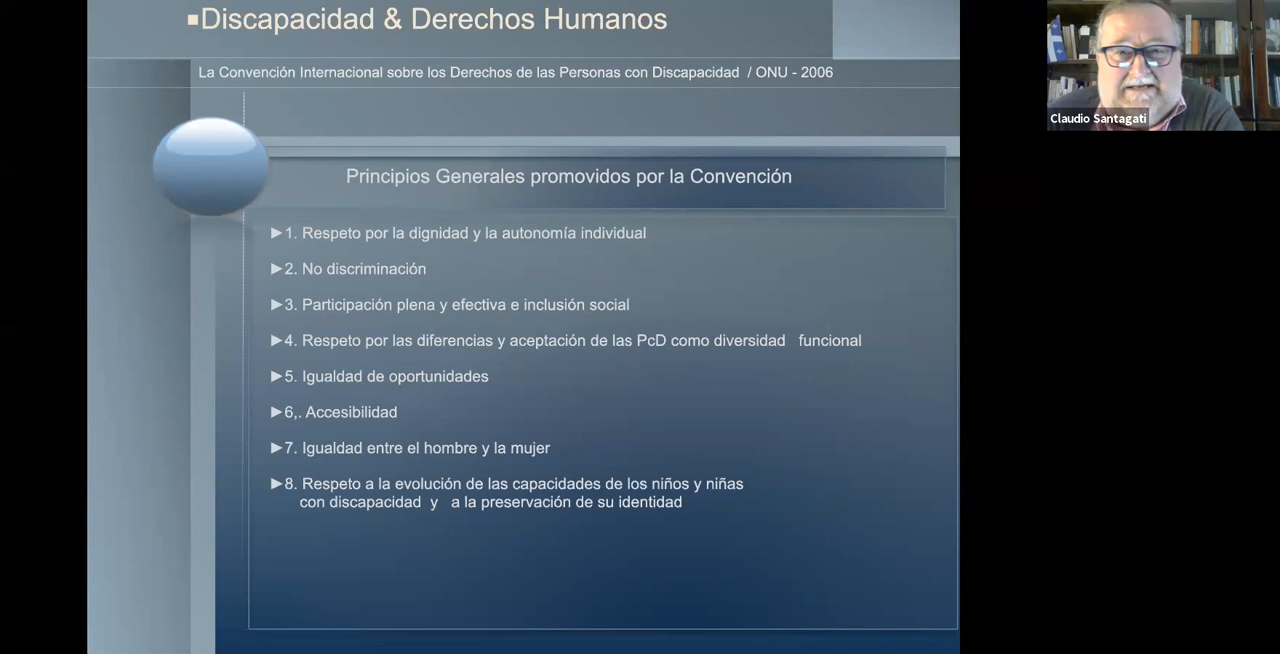 ▪Discapacidad & Derechos Humanos
La Convención Internacional sobre los Derechos de las Personas con Discapacidad / ONU - 2006
Principios Generales promovidos por la Convención
►1. Respeto por la dignidad y la autonomía individual
►2. No discriminación
►3. Participación plena y efectiva e inclusión social
►4. Respeto por las diferencias y aceptación de las PcD como diversidad funcional
►5. Igualdad de oportunidades
►6,. Accesibilidad
►7. Igualdad entre el hombre y la mujer
►8. Respeto a la evolución de las capacidades de los niños y niñas
con discapacidad y a la preservación de su identidad
Claudio Santagati